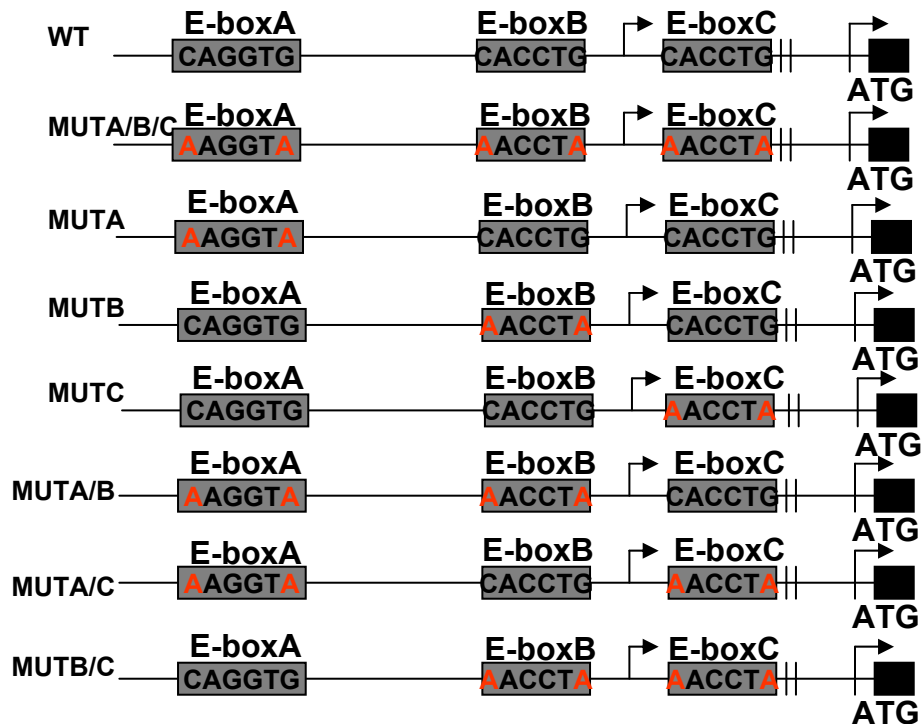 WT E-boxA E-boxB E-boxC
CAGGTG CACCTG CACCTG
ATG
MUTA/B/C E-boxA E-boxB E-boxC
AAGGTA AACCTA AACCTA
ATG
MUTA E-boxA E-boxB E-boxC
AAGGTA CACCTG CACCTG
ATG
MUTB E-boxA E-boxB E-boxC
CAGGTG AACCTA CACCTG
ATG
MUTC E-boxA E-boxB E-boxC
CAGGTG CACCTG AACCTA
ATG
MUTA/B E-boxA E-boxB E-boxC
AAGGTA AACCTA CACCTG
ATG
MUTA/C E-boxA E-boxB E-boxC
AAGGTA CACCTG AACCTA
ATG
MUTB/C E-boxA E-boxB E-boxC
CAGGTG AACCTA AACCTA
ATG